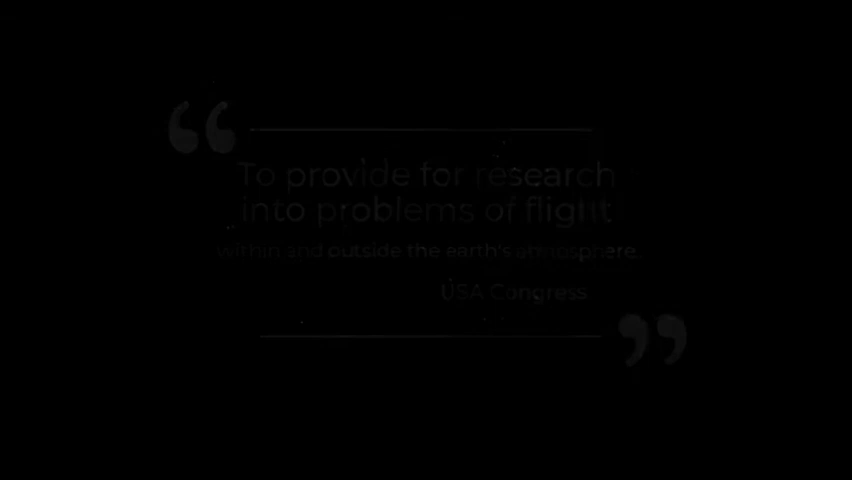 “
To provide for research
into problems of flight
within and outside the earth's atmosphere.
USA Congress
”